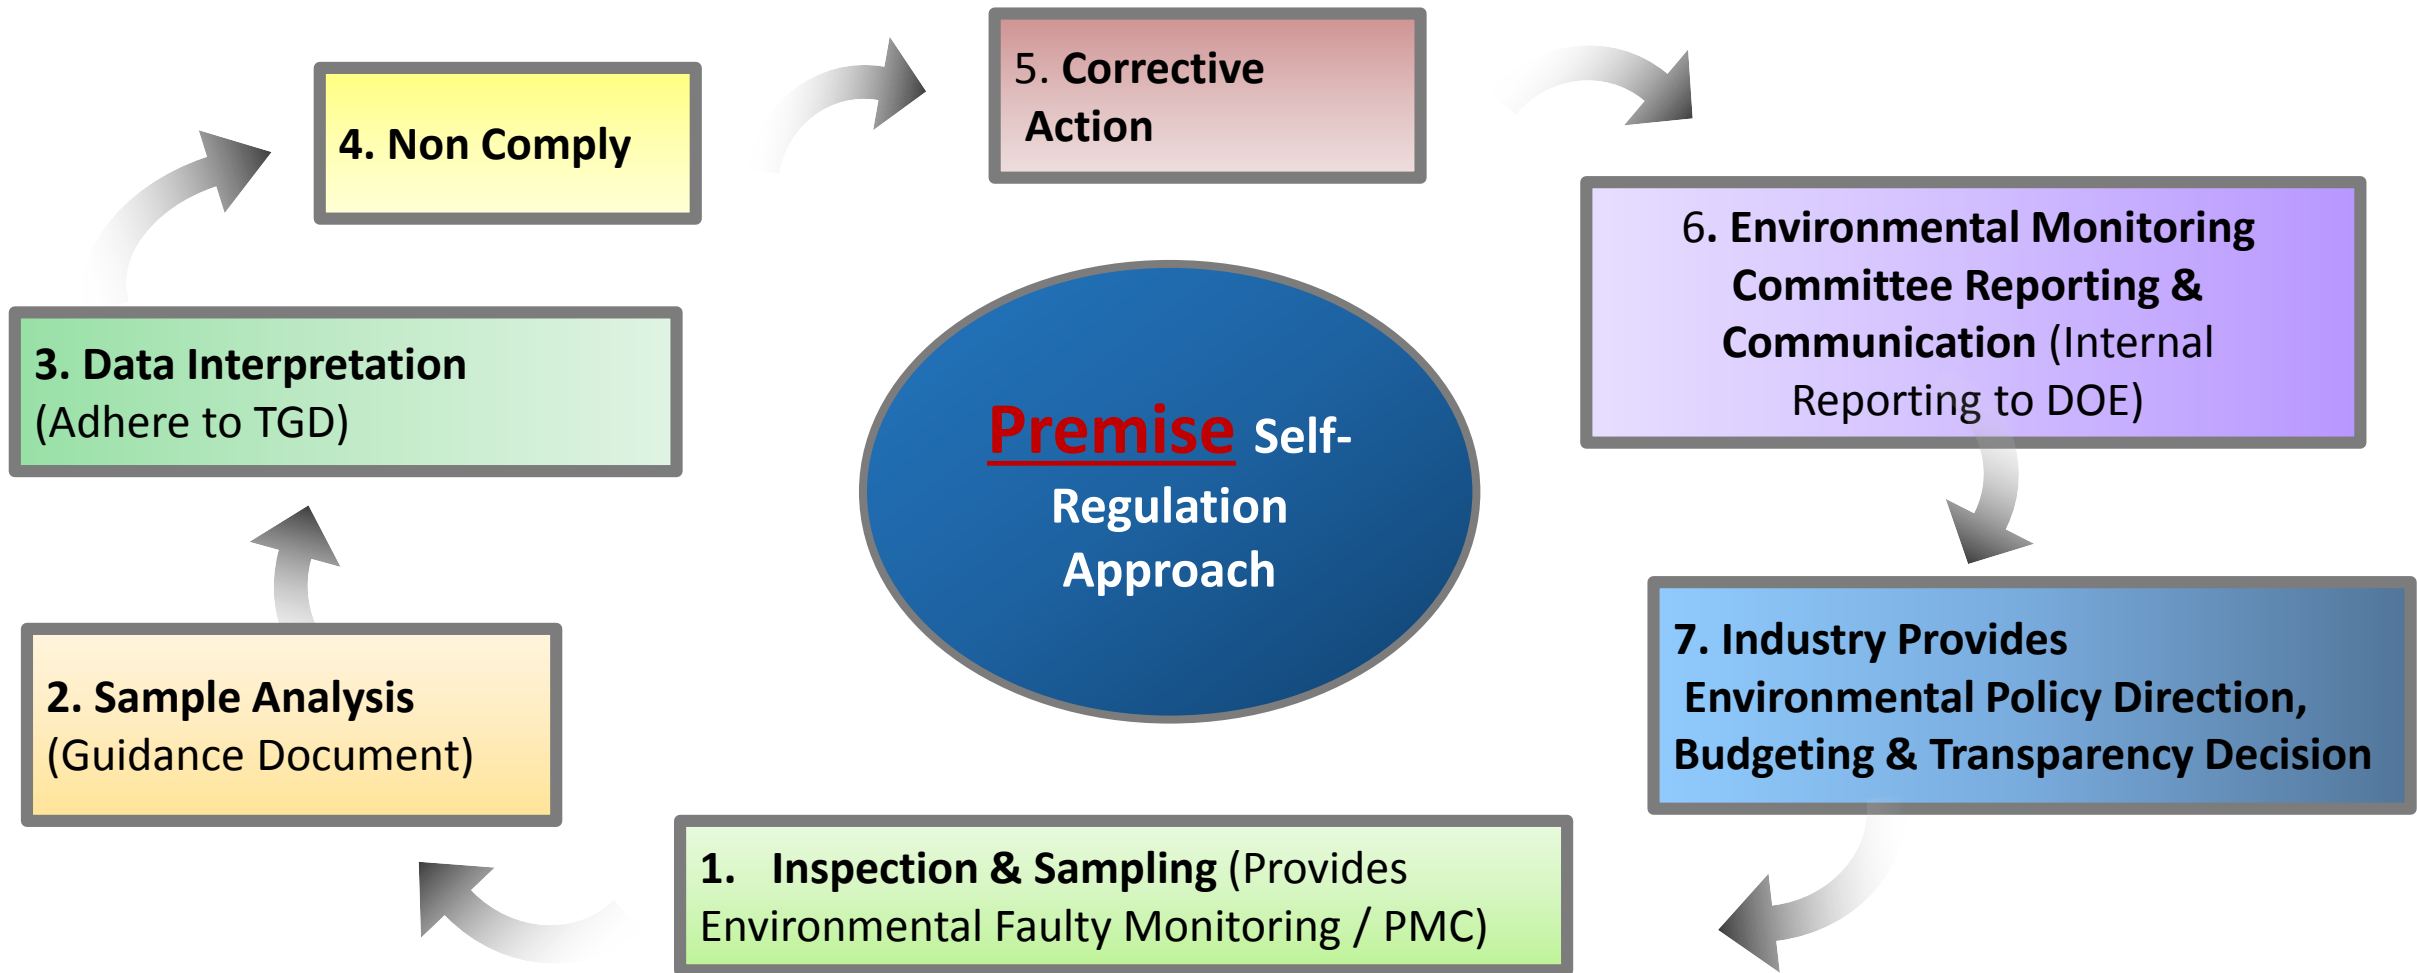 5. Corrective
Action
4. Non Comply
6. Environmental Monitoring
Committee Reporting &
Communication (Internal
Reporting to DOE)
3. Data Interpretation
(Adhere to TGD)
Premise Self-
Regulation
Approach
2. Sample Analysis
(Guidance Document)
7. Industry Provides
Environmental Policy Direction,
Budgeting & Transparency Decision
1. Inspection & Sampling (Provides
Environmental Faulty Monitoring / PMC)